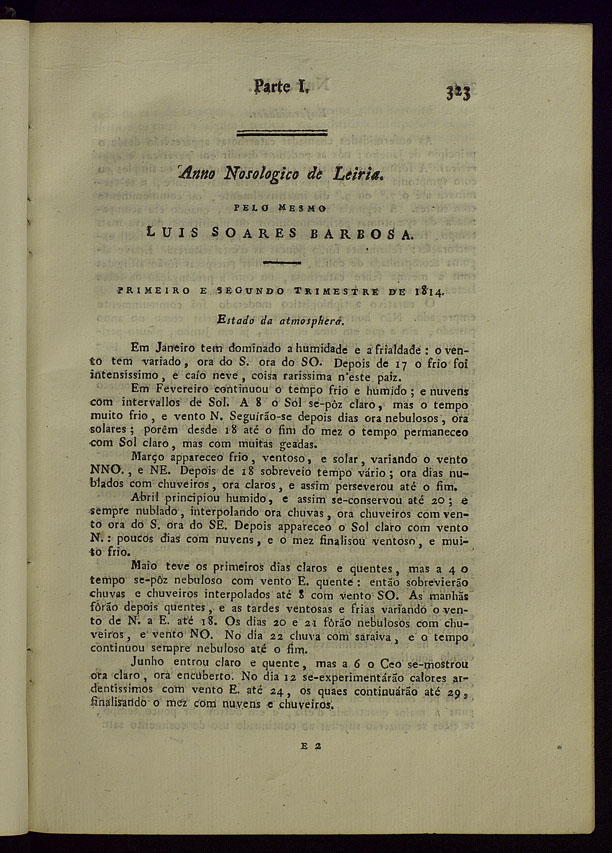 Parte I.
323
Anno Nosologico de Leiria.
PELO MESMO
LUIS SOARES BARBOSA.
PRIMEIRO E SEGUNDO TRIMESTRE DE 1814.
Estado da atmosphera.
Em Janeiro tem dominado a humidade e a frialdade : o ven-
to tem variado, ora do S. ora do SO. Depois de 17 o frio foi
intensissimo, e caío neve, coisa rarissima n'este paiz.
Em Fevereiro continuou o tempo frio e humido; e nuvens
com intervallos de Sol. A 8 o Sol se-pôz claro, mas o tempo
muito frio, e vento N. Seguírão-se depois dias ora nebulosos, ora
solares; porêm desde 18 até o fim do mez o tempo permaneceo
com Sol claro, mas com muitas geadas.
Março appareceo frio, ventoso, e solar, variando o vento
NNO., e NE. Depois de 18 sobreveio tempo vário; ora dias nu-
blados com chuveiros, ora claros, e assim perseverou até o fim.
Abril principiou humido, e assim se-conservou até 20; e
sempre nublado, interpolando ora chuvas, ora chuveiros com ven-
to ora do S. ora do SE. Depois appareceo o Sol claro com vento
N. : poucos dias com nuvens, e o mez finalisou ventoso, e mui-
to frio.
Maio teve os primeiros dias claros e quentes, mas a 4 o
tempo se-pôz nebuloso com vento E. quente : então sobrevierão
chuvas e chuveiros interpolados até 8 com vento SO. As manhãs
fôrão depois quentes, e as tardes ventosas e frias variando o ven-
to de N. a E. até 18. Os dias 20 e 21 fôrão nebulosos com chu-
veiros, e vento NO. No dia 22 chuva com saraiva, e o tempo
continuou sempre nebuloso até o fim.
Junho entrou claro e quente, mas a 6 o Ceo se-mostrou
ora claro, ora encuberto. No dia 12 se-experimentárão calores ar-
dentissimos com vento E. até 24, os quaes continuárão até 29,
finalisando o mez com nuvens e chuveiros.
E 2